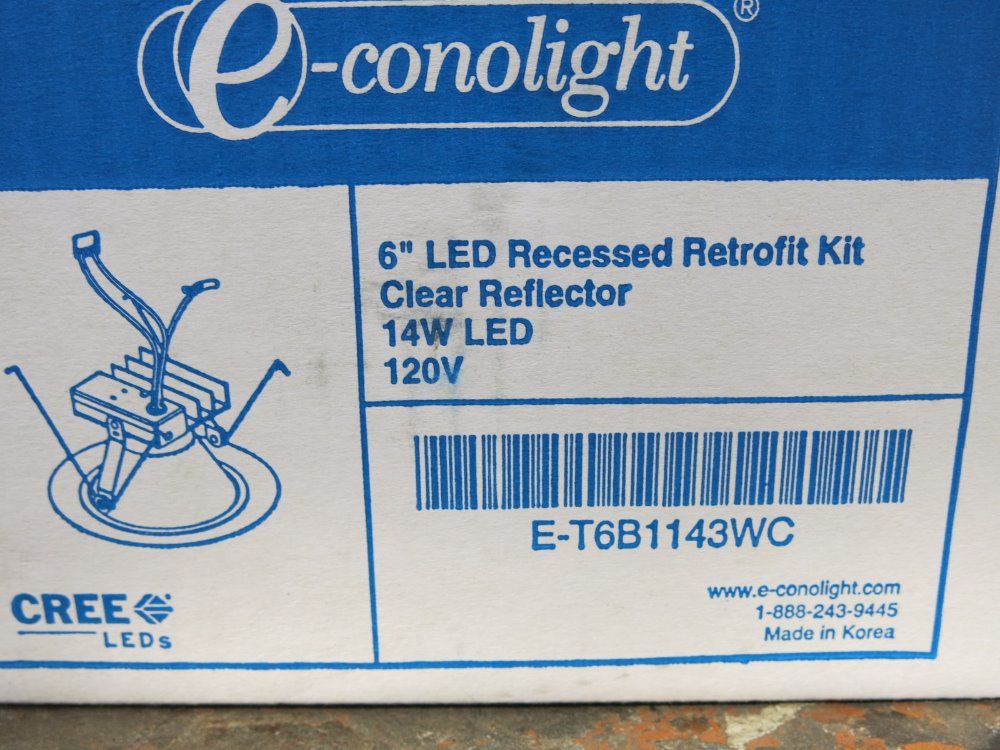 e-conolight®
6" LED Recessed Retrofit Kit
Clear Reflector
14W LED
120V
E-T6B1143WC
www.e-conolight.com
1-888-243-9445
Made in Korea
CREE
LEDs